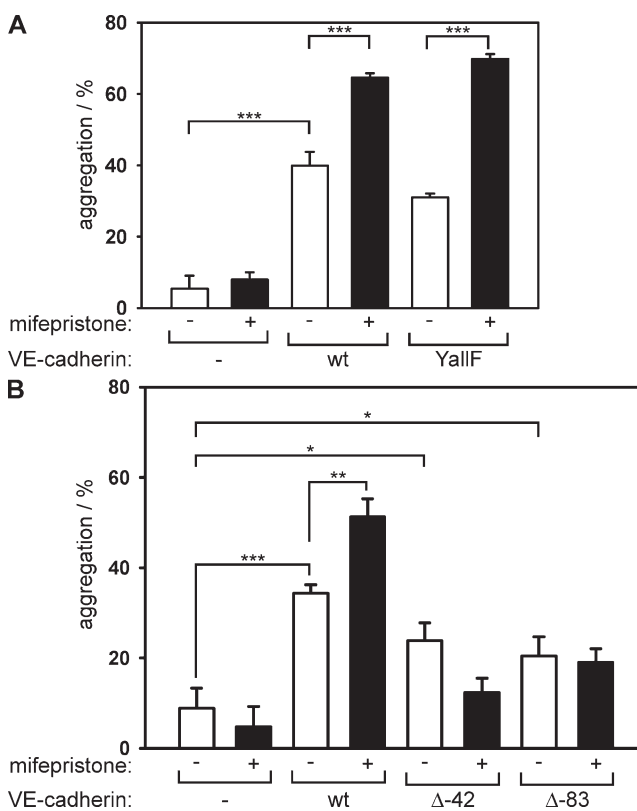 A
80
60
40
20
0
aggregation / %
***
***
***
mifepristone: - + - + - +
VE-cadherin: - wt YallF
B
80
60
40
20
0
aggregation / %
*
*
**
***
mifepristone: - + - + - + - +
VE-cadherin: - wt Δ-42 Δ-83